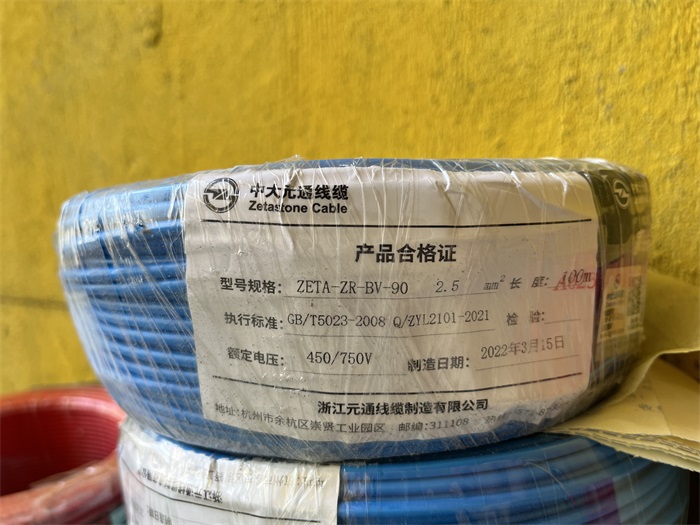 中大元通线缆
Zetastone Cable
产品合格证
型号规格： ZETA-ZR-BV-90 2.5 mm² 长 度： 100m
执行标准： GB/T5023-2008 Q/ZYL2101-2021 检 验：
额定电压： 450/750V 制造日期： 2022年3月15日
浙江元通线缆制造有限公司
地址：杭州市余杭区崇贤工业园区 邮编：311108